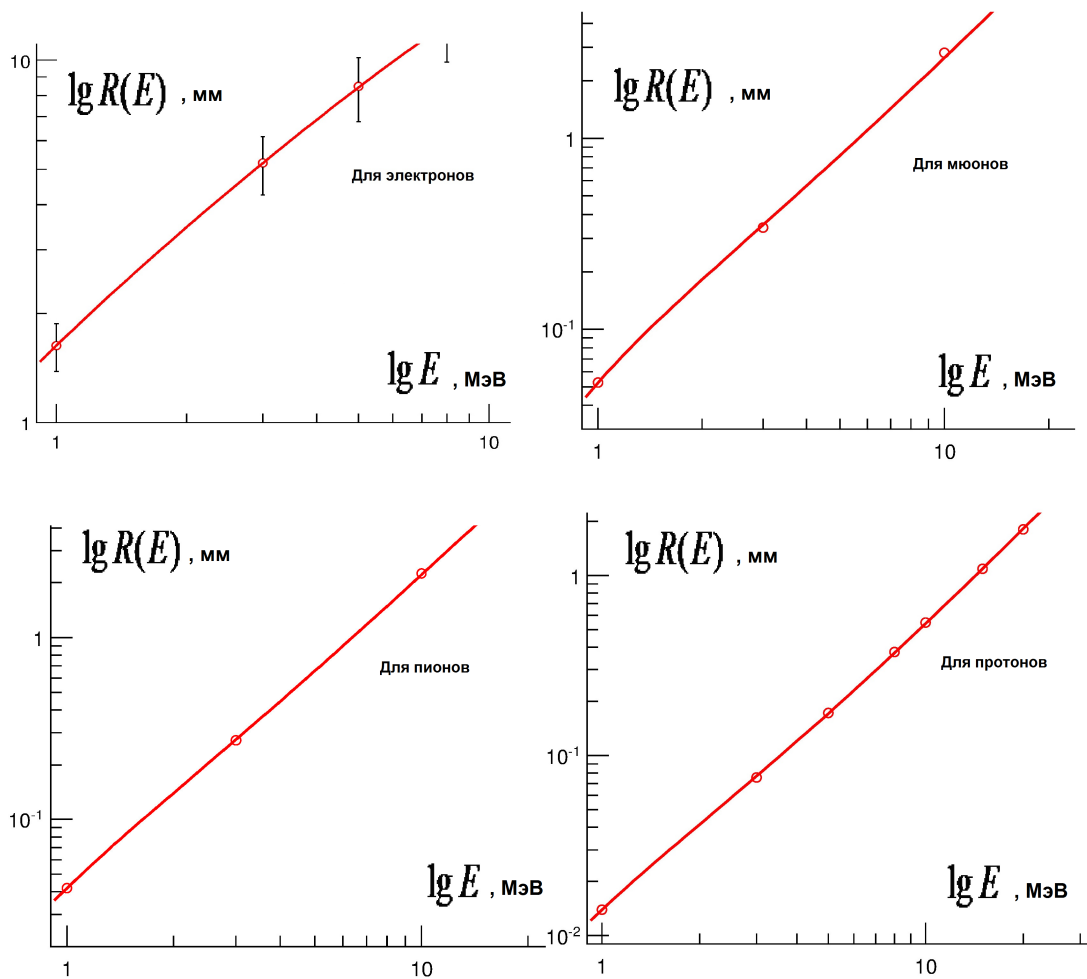 10
lg R(E) , мм
Для электронов
lg E , МэВ
1
1
10
lg R(E) , мм
1
Для мюонов
10⁻¹
lg E , МэВ
1
10
lg R(E) , мм
1
Для пионов
10⁻¹
lg E , МэВ
1
10
lg R(E) , мм
1
Для протонов
10⁻¹
lg E , МэВ
10⁻²
1
10